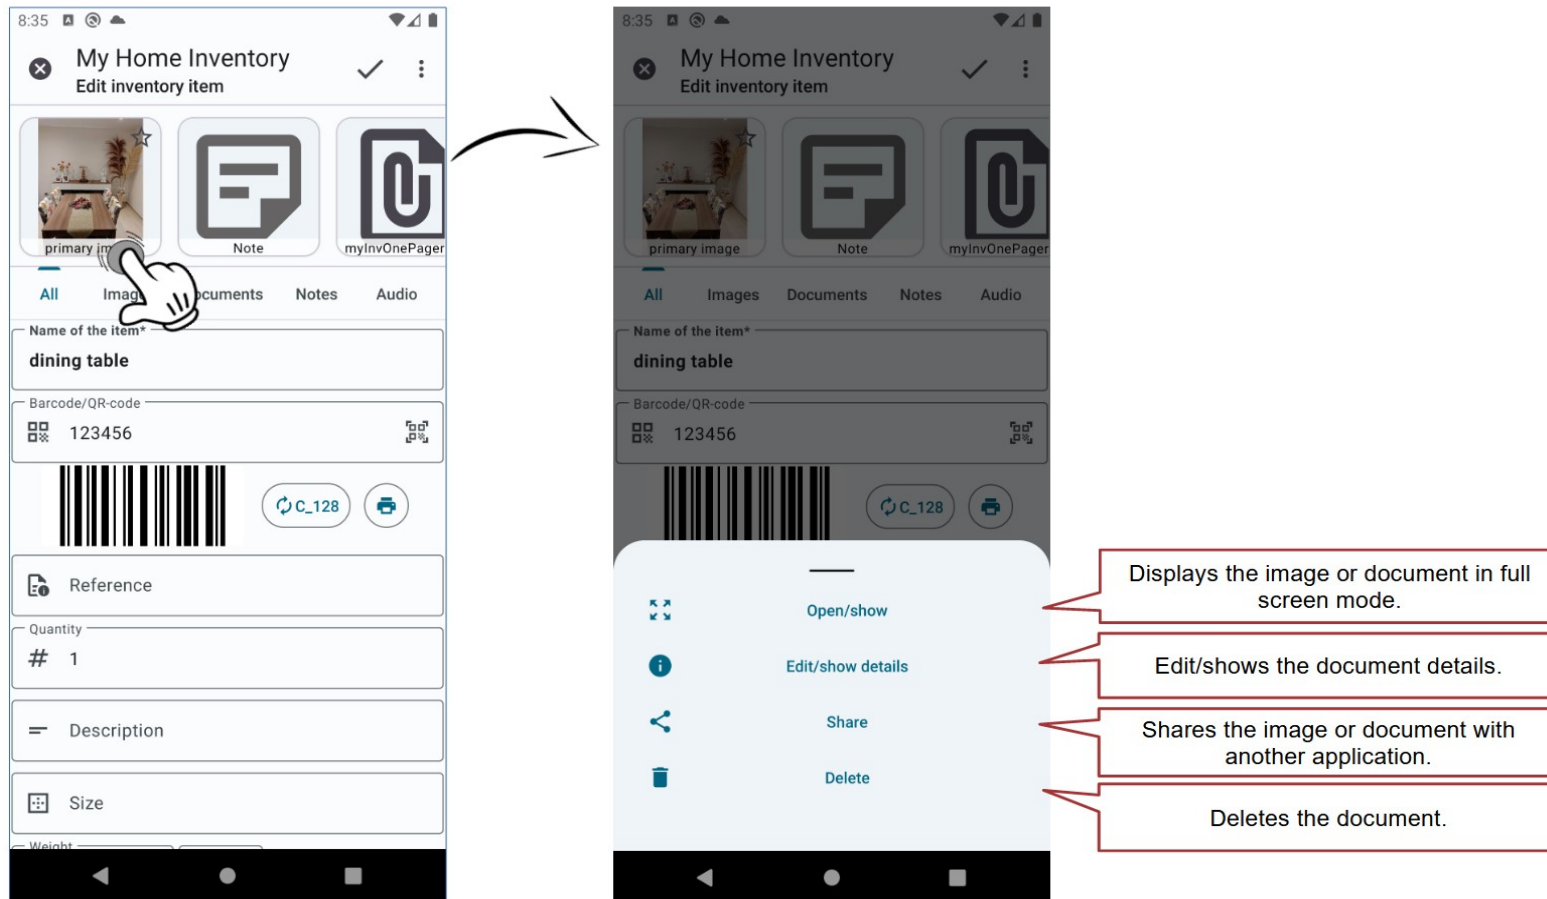 8:35
My Home Inventory
Edit inventory item
primary im
Note
myInvOnePager
All Imag ocuments Notes Audio
Name of the item*
dining table
Barcode/QR-code
123456
C_128
Reference
Quantity
# 1
Description
Size
Weight
8:35
My Home Inventory
Edit inventory item
primary image
Note
myInvOnePager
All Images Documents Notes Audio
Name of the item*
dining table
Barcode/QR-code
123456
C_128
Open/show
Edit/show details
Share
Delete
Displays the image or document in full
screen mode.
Edit/shows the document details.
Shares the image or document with
another application.
Deletes the document.